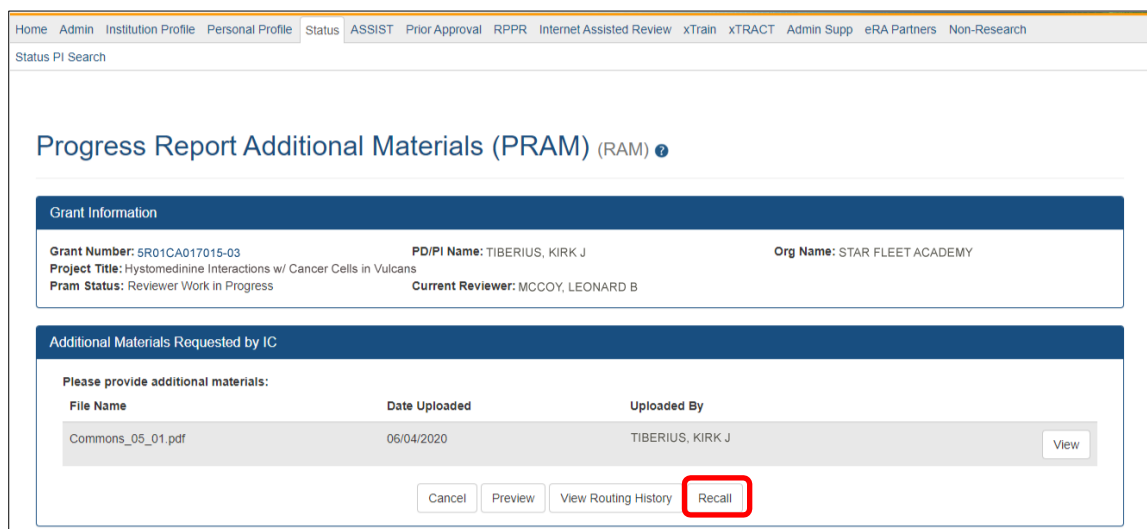 Home Admin Institution Profile Personal Profile Status ASSIST Prior Approval RPPR Internet Assisted Review xTrain xTRACT Admin Supp eRA Partners Non-Research
Status PI Search
Progress Report Additional Materials (PRAM) (RAM) ?
Grant Information
Grant Number: 5R01CA017015-03 PD/PI Name: TIBERIUS, KIRK J Org Name: STAR FLEET ACADEMY
Project Title: Hystomedinine Interactions w/ Cancer Cells in Vulcans
Pram Status: Reviewer Work in Progress Current Reviewer: MCCOY, LEONARD B
Additional Materials Requested by IC
Please provide additional materials:
File Name Date Uploaded Uploaded By
Commons_05_01.pdf 06/04/2020 TIBERIUS, KIRK J View
Cancel Preview View Routing History Recall